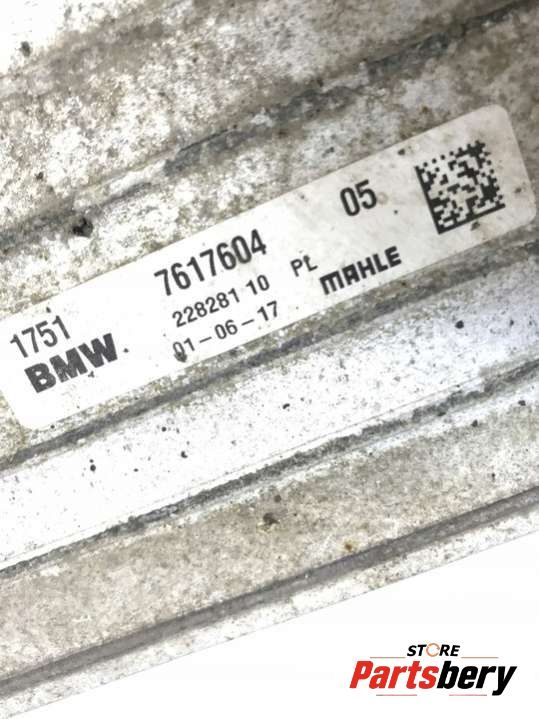 1751 7617604 05
BMW. 228281 10 PL MAHLE
01-06-17
STORE
Partsbery